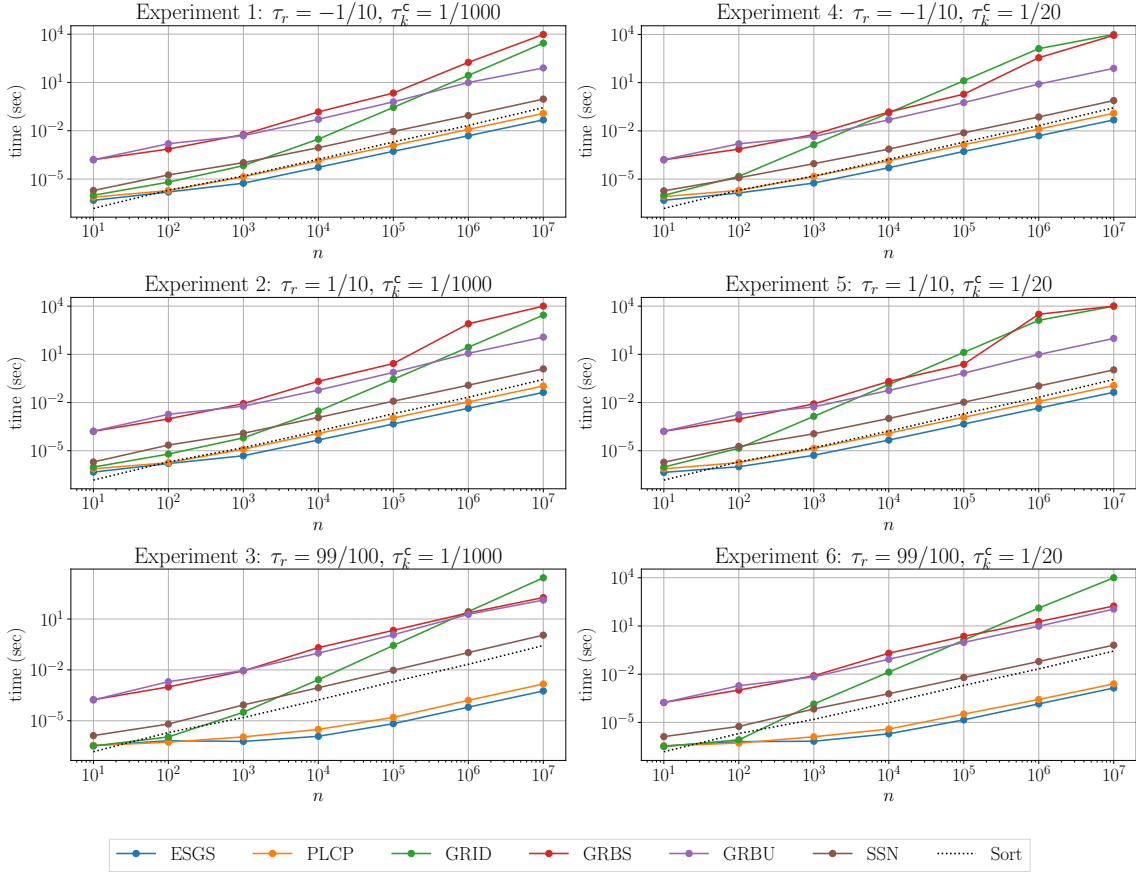 Experiment 1: τ_r = −1/10, τ_k^c = 1/1000
Experiment 4: τ_r = −1/10, τ_k^c = 1/20
time (sec)
10^4
10^1
10^−2
10^−5
10^1 10^2 10^3 10^4 10^5 10^6 10^7
n
time (sec)
10^4
10^1
10^−2
10^−5
10^1 10^2 10^3 10^4 10^5 10^6 10^7
n
Experiment 2: τ_r = 1/10, τ_k^c = 1/1000
Experiment 5: τ_r = 1/10, τ_k^c = 1/20
time (sec)
10^4
10^1
10^−2
10^−5
10^1 10^2 10^3 10^4 10^5 10^6 10^7
n
time (sec)
10^4
10^1
10^−2
10^−5
10^1 10^2 10^3 10^4 10^5 10^6 10^7
n
Experiment 3: τ_r = 99/100, τ_k^c = 1/1000
Experiment 6: τ_r = 99/100, τ_k^c = 1/20
time (sec)
10^1
10^−2
10^−5
10^1 10^2 10^3 10^4 10^5 10^6 10^7
n
time (sec)
10^4
10^1
10^−2
10^−5
10^1 10^2 10^3 10^4 10^5 10^6 10^7
n
ESGS PLCP GRID GRBS GRBU SSN Sort